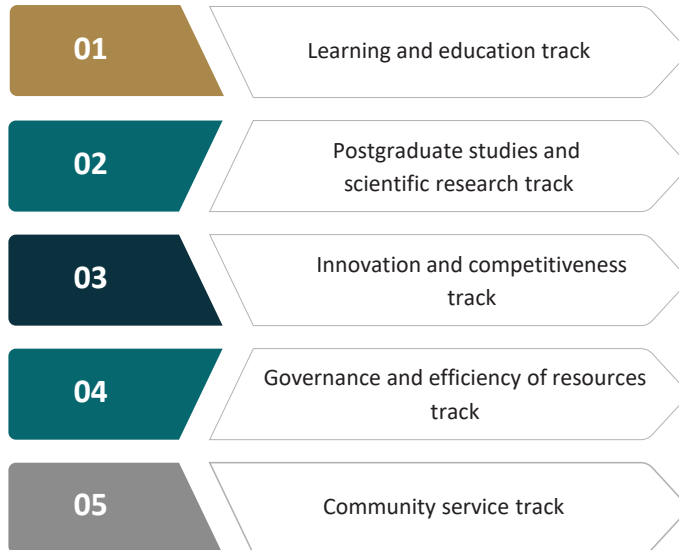 01
Learning and education track
02
Postgraduate studies and
scientific research track
03
Innovation and competitiveness
track
04
Governance and efficiency of resources
track
05
Community service track